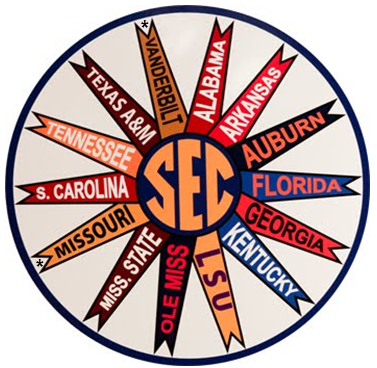 *
VANDERBILT
ALABAMA
ARKANSAS
AUBURN
FLORIDA
GEORGIA
KENTUCKY
LSU
OLE MISS
MISS. STATE
*
MISSOURI
S. CAROLINA
TENNESSEE
TEXAS A&M
SEC